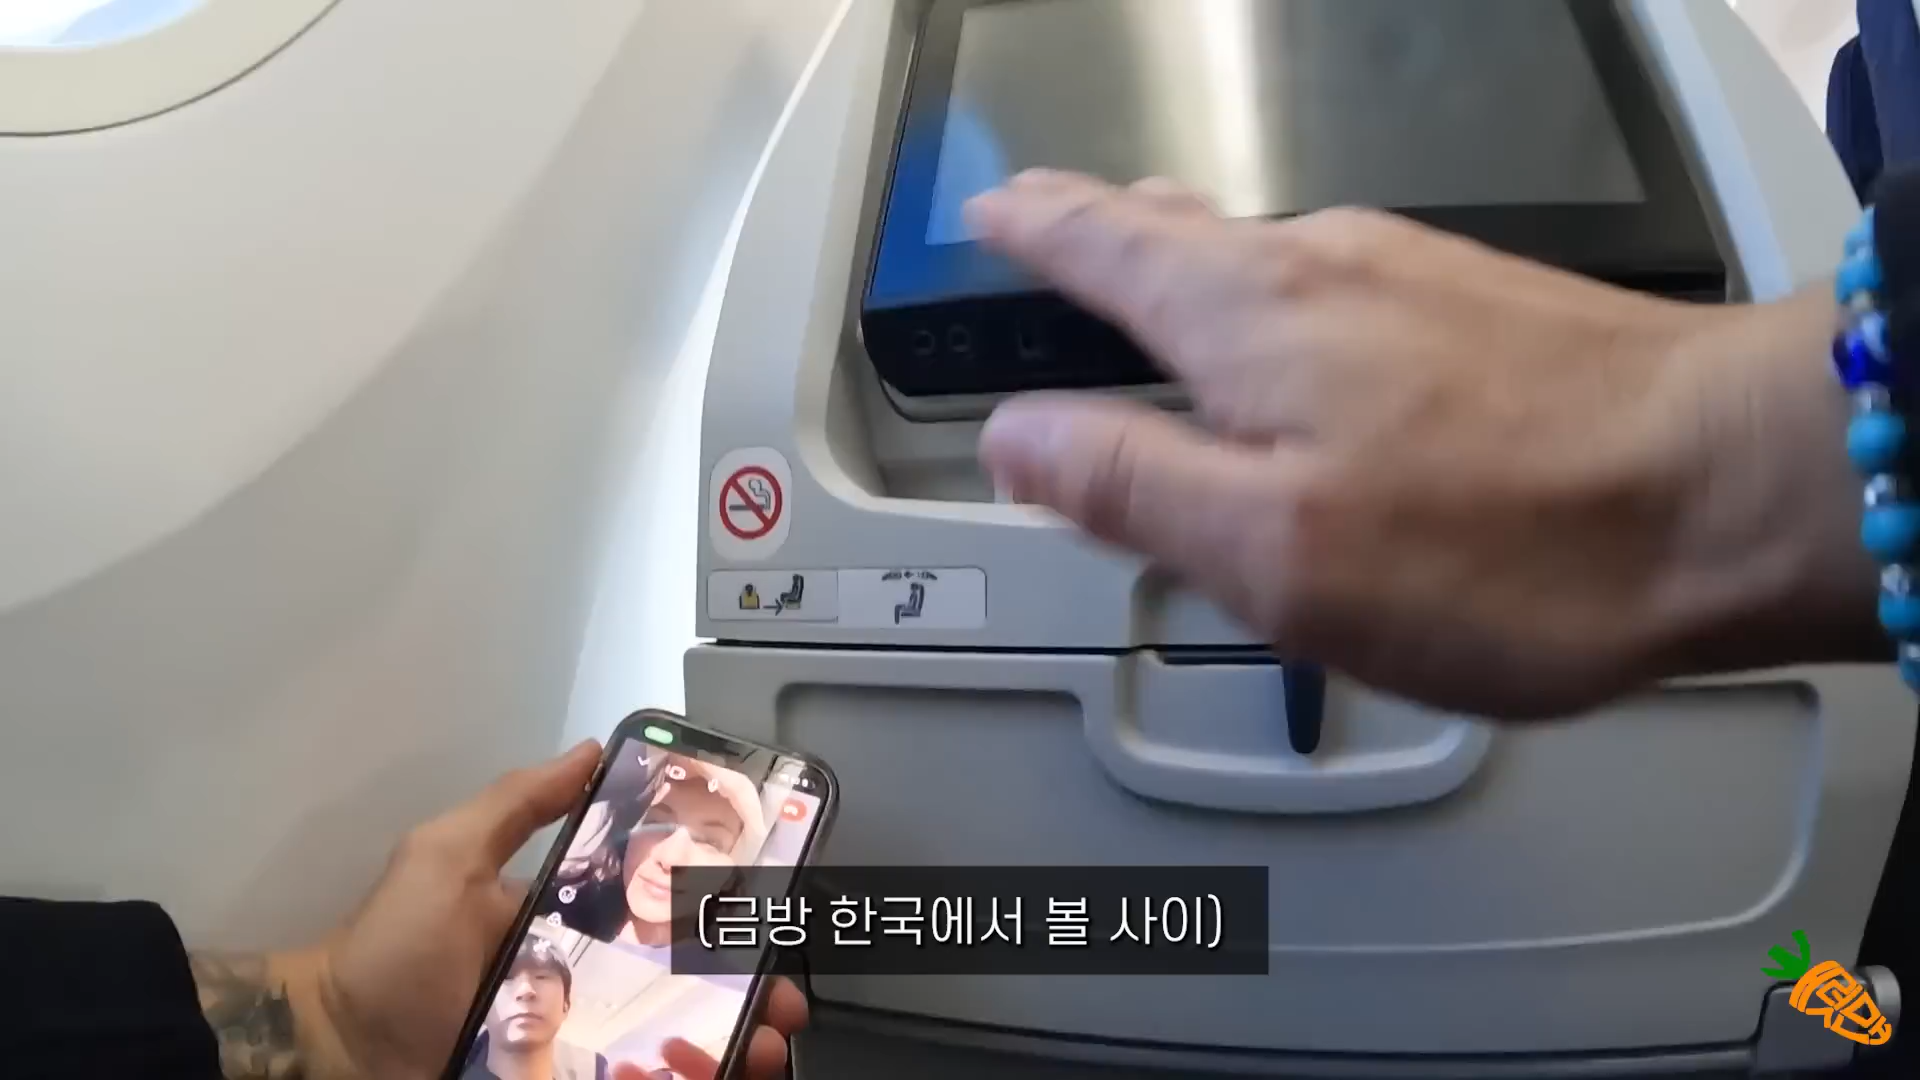 (금방 한국에서 볼 사이)